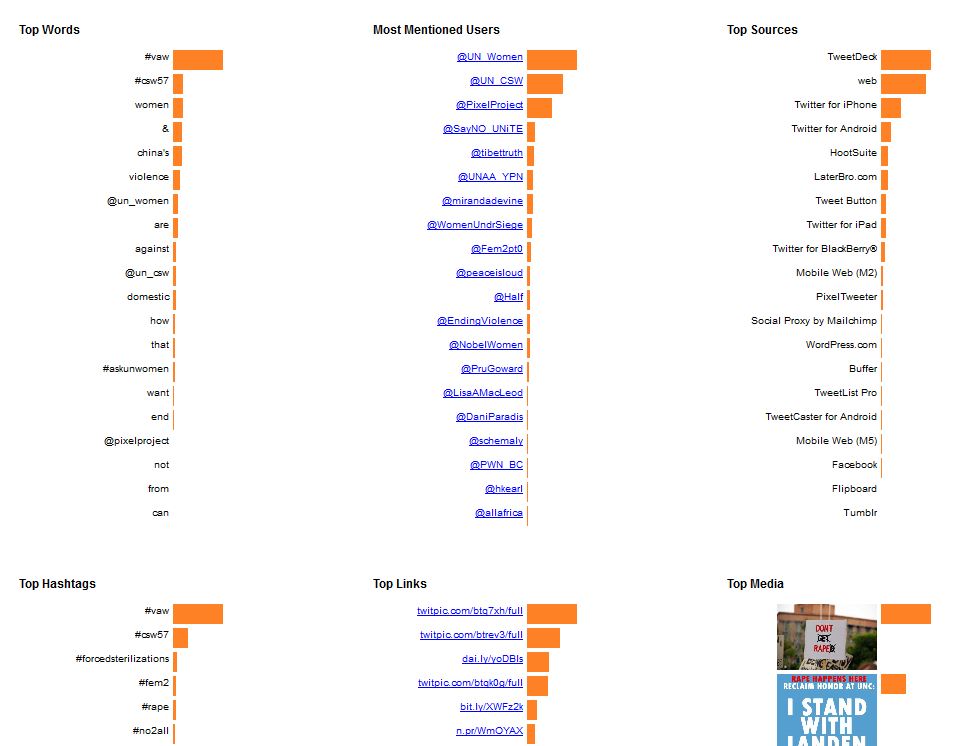 Top Words
#vaw
#csw57
women
&
china's
violence
@un_women
are
against
@un_csw
domestic
how
that
#askunwomen
want
end
@pixelproject
not
from
can
Most Mentioned Users
@UN_Women
@UN_CSW
@PixelProject
@SayNO_UNiTE
@tibettruth
@UNAA_YPN
@mirandadevine
@WomenUndrSiege
@Fem2pt0
@peaceisloud
@Half
@EndingViolence
@NobelWomen
@PruGoward
@LisaAMacLeod
@DaniParadis
@schemaly
@PWN_BC
@hkearl
@allafrica
Top Sources
TweetDeck
web
Twitter for iPhone
Twitter for Android
HootSuite
LaterBro.com
Tweet Button
Twitter for iPad
Twitter for BlackBerry®
Mobile Web (M2)
PixelTweeter
Social Proxy by Mailchimp
WordPress.com
Buffer
TweetList Pro
TweetCaster for Android
Mobile Web (M5)
Facebook
Flipboard
Tumblr
Top Hashtags
#vaw
#csw57
#forcedsterilizations
#fem2
#rape
#no2all
Top Links
twitpic.com/btq7xh/full
twitpic.com/btrev3/full
dai.ly/yoDBIs
twitpic.com/btqk0g/full
bit.ly/XWFz2k
n.pr/WmOYAX
Top Media
DONT
GET
RAPED
RAPE HAPPENS HERE
RECLAIM HONOR AT UNC:
I STAND
WITH
LANDEN